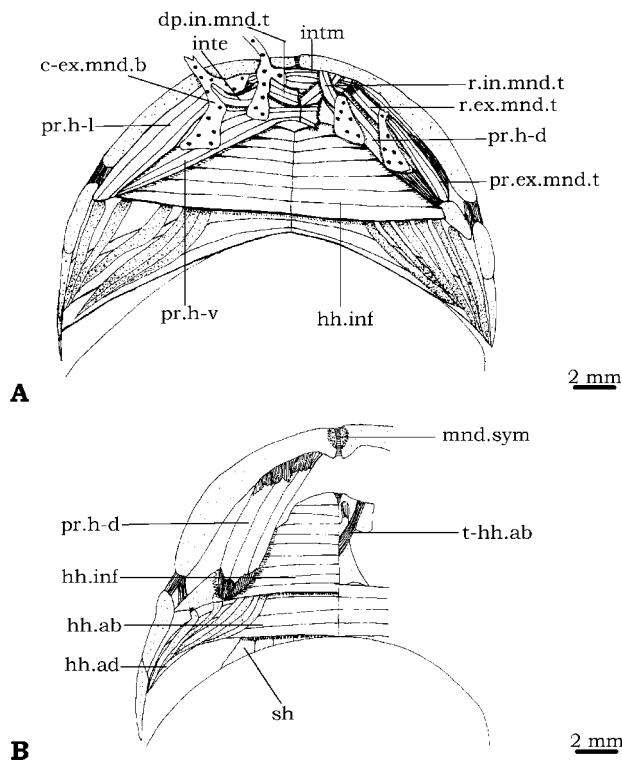 dp.in.mnd.t
inte
intm
c-ex.mnd.b
r.in.mnd.t
r.ex.mnd.t
pr.h-l
pr.h-d
pr.ex.mnd.t
pr.h-v
hh.inf
A
2 mm
mnd.sym
pr.h-d
t-hh.ab
hh.inf
hh.ab
hh.ad
sh
B
2 mm